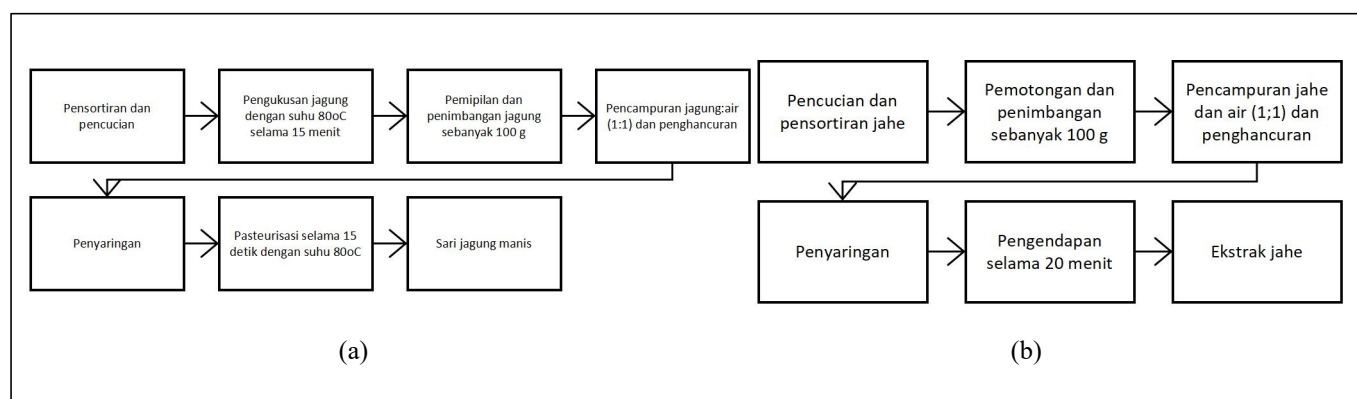 Pensortiran dan
pencucian
Pengukusan jagung
dengan suhu 80oC
selama 15 menit
Pemipilan dan
penimbangan jagung
sebanyak 100 g
Pencampuran jagung:air
(1:1) dan penghancuran
Penyaringan
Pasteurisasi selama 15
detik dengan suhu 80oC
Sari jagung manis
(a)
Pencucian dan
pensortiran jahe
Pemotongan dan
penimbangan
sebanyak 100 g
Pencampuran jahe
dan air (1;1) dan
penghancuran
Penyaringan
Pengendapan
selama 20 menit
Ekstrak jahe
(b)